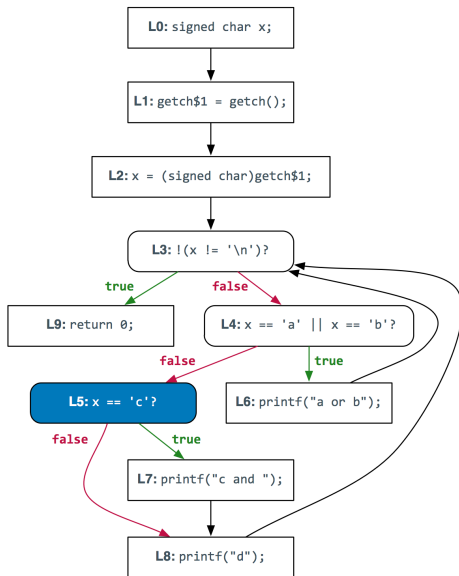 L0: signed char x;
L1: getch$1 = getch();
L2: x = (signed char)getch$1;
L3: !(x != '\n')?
true
false
L9: return 0;
L4: x == 'a' || x == 'b'?
false
true
L5: x == 'c'?
L6: printf("a or b");
false
true
L7: printf("c and ");
L8: printf("d");